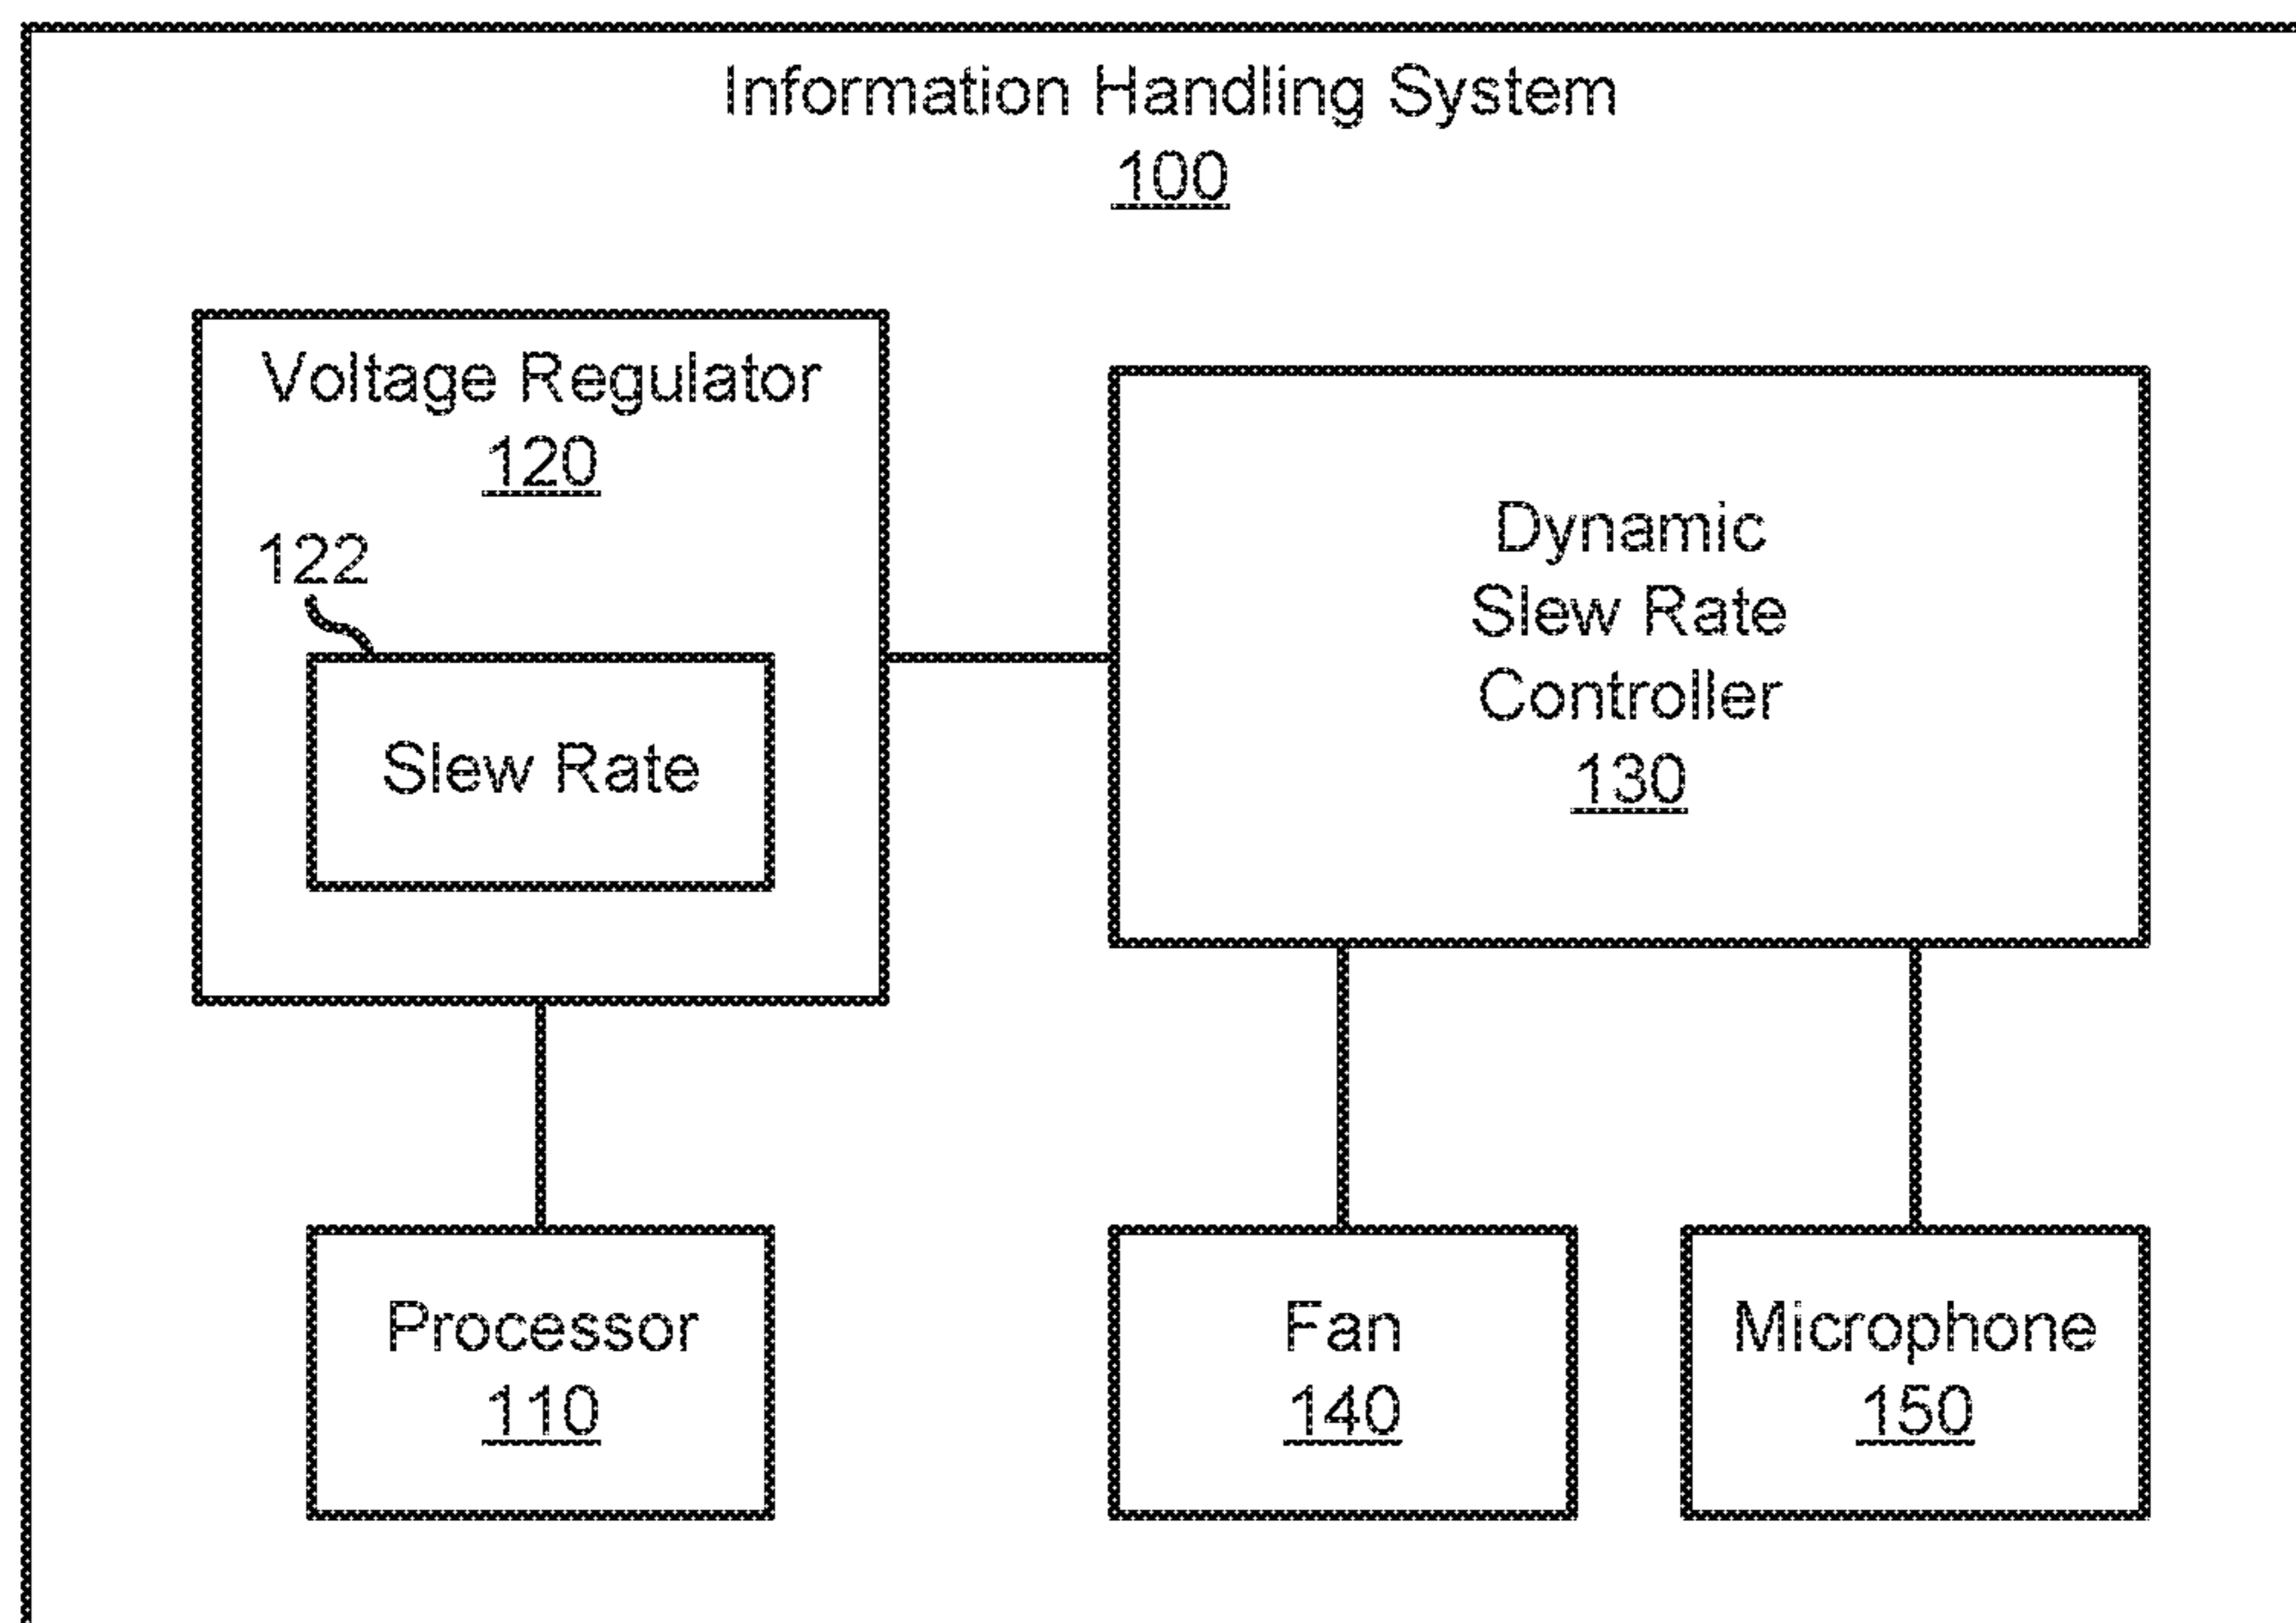 Information Handling System
100
Voltage Regulator
120
122
Slew Rate
Dynamic
Slew Rate
Controller
130
Processor
110
Fan
140
Microphone
150